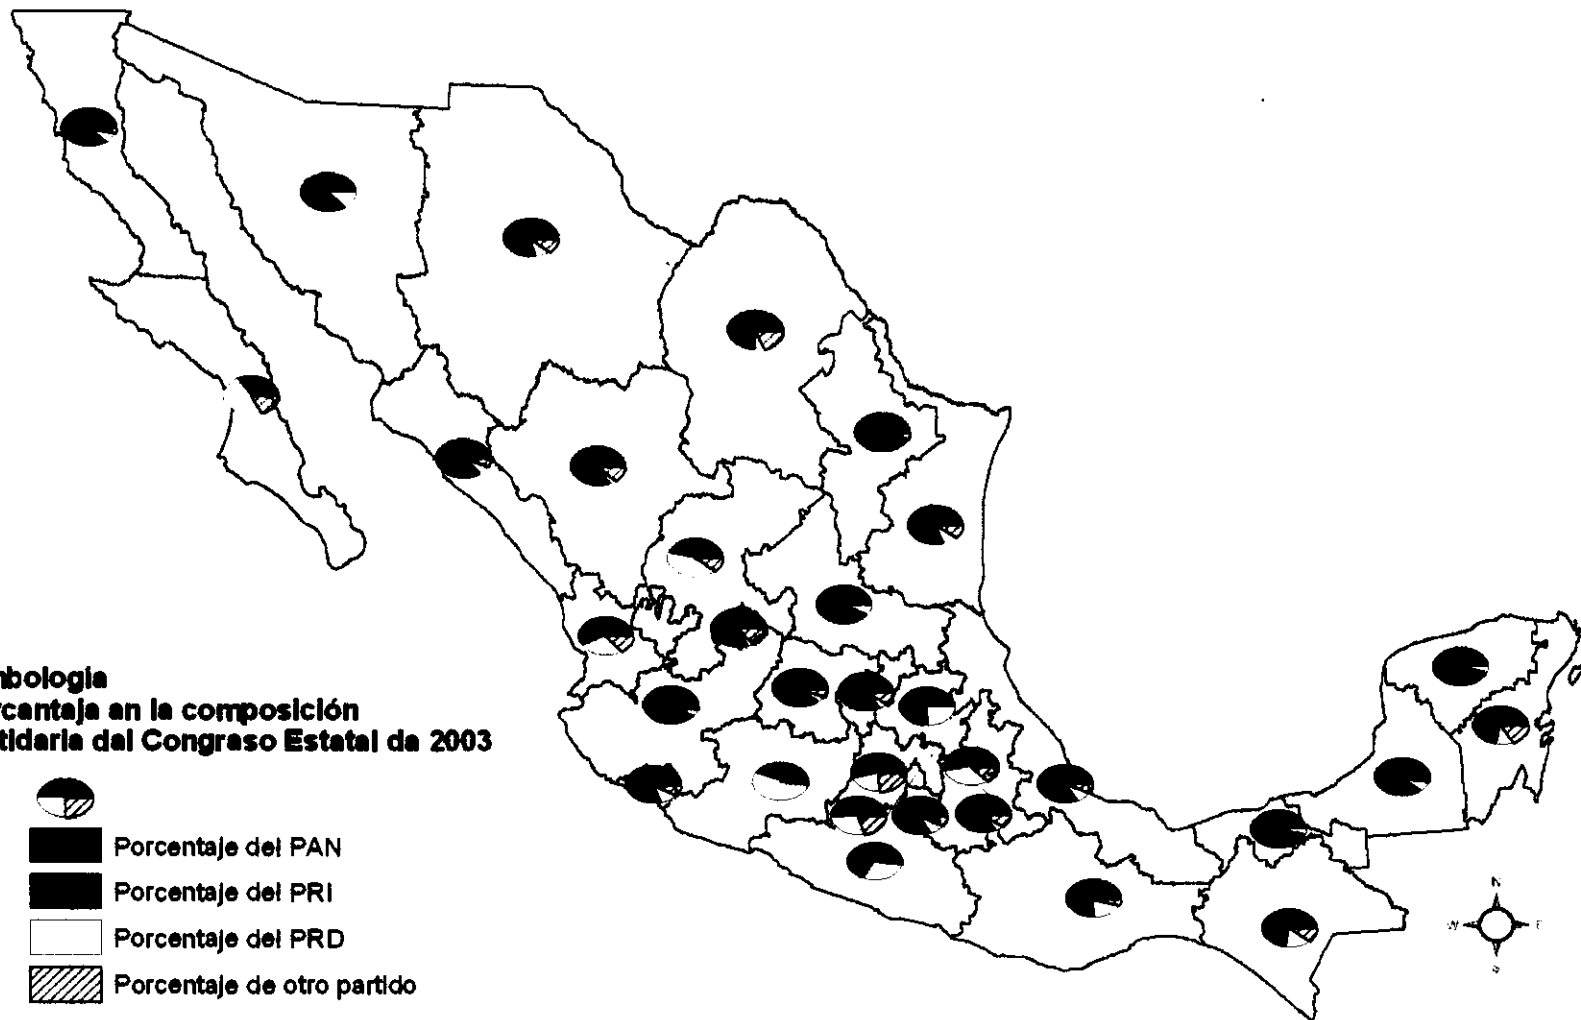 nbologia
rcantaja an la composición
tidaria dal Congraso Estatal da 2003
Porcentaje del PAN
Porcentaje del PRI
Porcentaje del PRD
Porcentaje de otro partido
N
W E
S